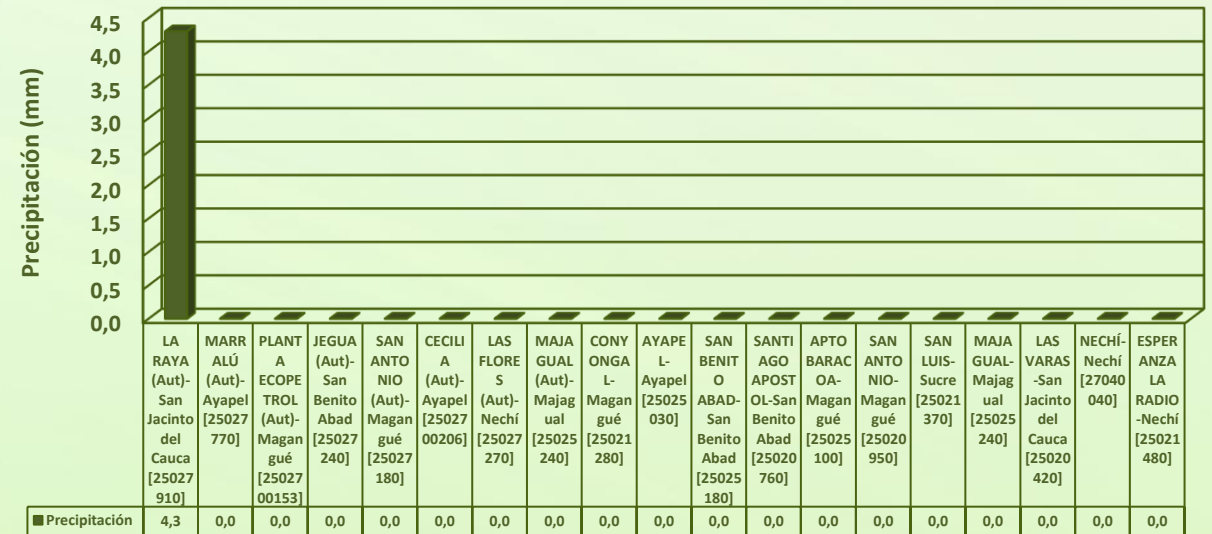 Precipitación (mm)
4,5
4,0
3,5
3,0
2,5
2,0
1,5
1,0
0,5
0,0
LA
RAYA
(Aut)-
San
Jacinto
del
Cauca
[25027
910]
MARR
ALÚ
(Aut)-
Ayapel
[25027
770]
PLANT
A
ECOPE
TROL
(Aut)-
Magan
gué
[25027
00153]
JEGUA
(Aut)-
San
Benito
Abad
[25027
240]
SAN
ANTO
NIO
(Aut)-
Magan
gué
[25027
180]
CECILI
A
(Aut)-
Ayapel
[25027
00206]
LAS
FLORE
S
(Aut)-
Nechí
[25027
270]
MAJA
GUAL
(Aut)-
Majag
ual
[25025
240]
CONY
ONGA
L-
Magan
gué
[25021
280]
AYAPE
L-
Ayapel
[25025
030]
SAN
BENIT
O
ABAD-
San
Benito
Abad
[25025
180]
SANTI
AGO
APOST
OL-San
Benito
Abad
[25020
760]
APTO
BARAC
OA-
Magan
gué
[25025
100]
SAN
ANTO
NIO-
Magan
gué
[25020
950]
SAN
LUIS-
Sucre
[25021
370]
MAJA
GUAL-
Majag
ual
[25025
240]
LAS
VARAS
-San
Jacinto
del
Cauca
[25020
420]
NECHÍ-
Nechí
[27040
040]
ESPER
ANZA
LA
RADIO
-Nechí
[25021
480]
Precipitación 4,3 0,0 0,0 0,0 0,0 0,0 0,0 0,0 0,0 0,0 0,0 0,0 0,0 0,0 0,0 0,0 0,0 0,0 0,0